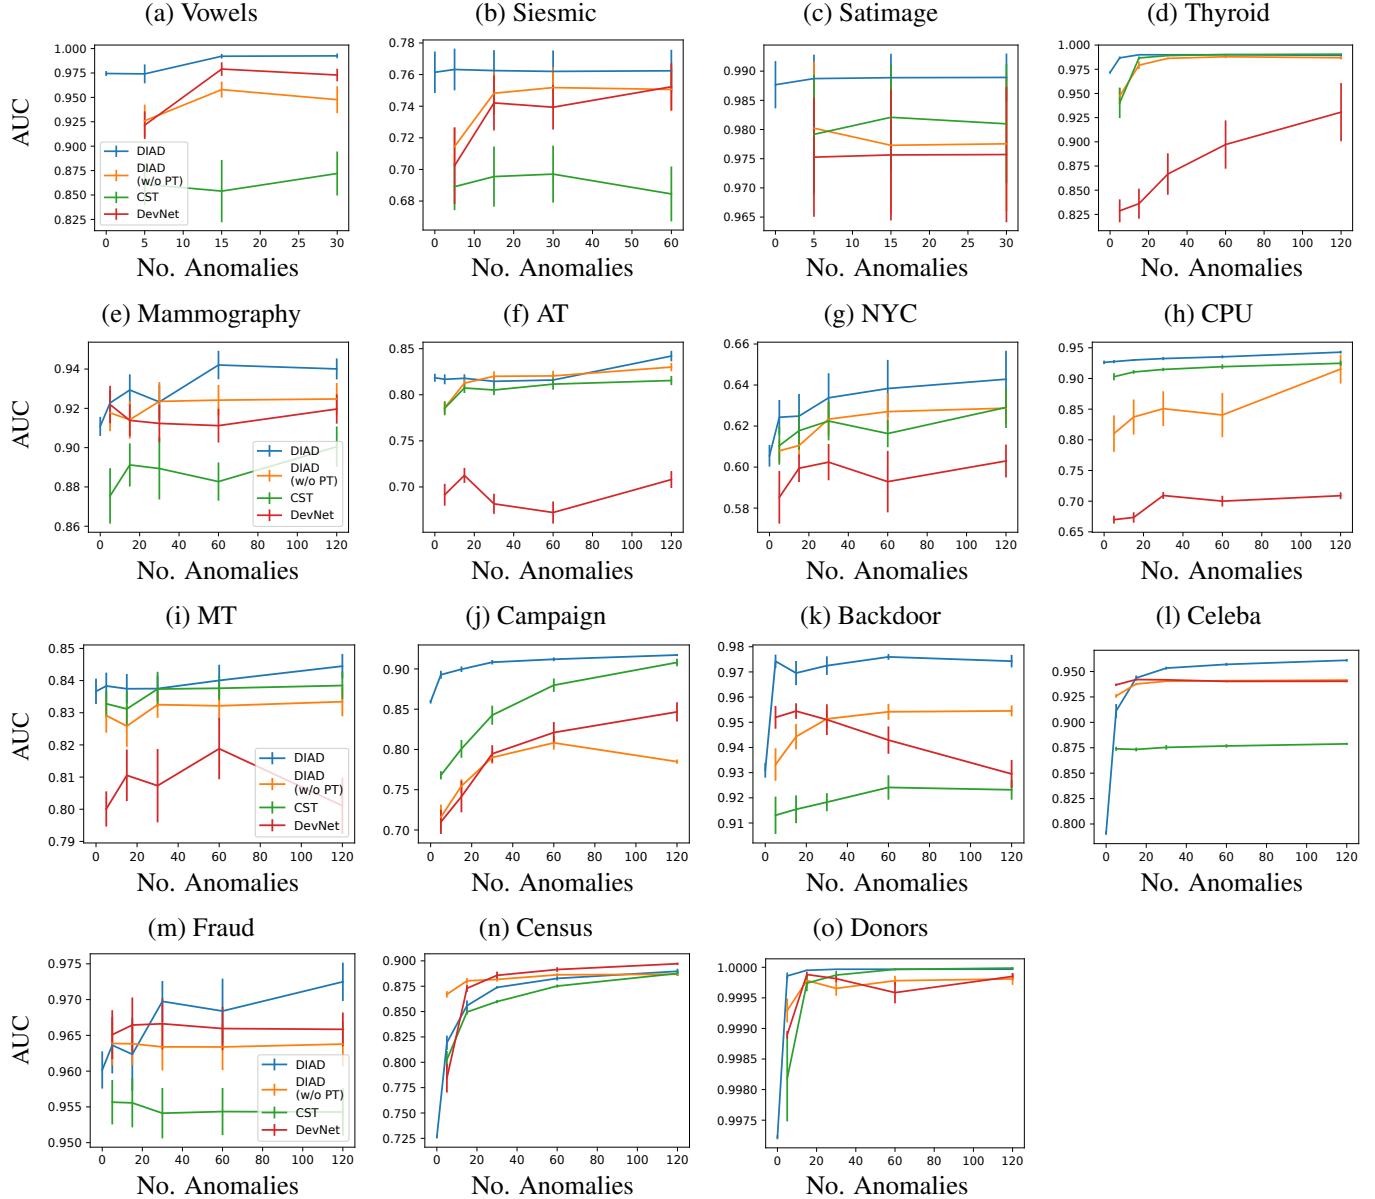 (a) Vowels
(b) Siesmic
(c) Satimage
(d) Thyroid
AUC
1.000
0.975
0.950
0.925
0.900
0.875
0.850
0.825
DIAD
DIAD
(w/o PT)
CST
DevNet
0 5 10 15 20 25 30
No. Anomalies
0.78
0.76
0.74
0.72
0.70
0.68
0 10 20 30 40 50 60
No. Anomalies
0.990
0.985
0.980
0.975
0.970
0.965
0 5 10 15 20 25 30
No. Anomalies
1.000
0.975
0.950
0.925
0.900
0.875
0.850
0.825
0 20 40 60 80 100 120
No. Anomalies
(e) Mammography
(f) AT
(g) NYC
(h) CPU
AUC
0.94
0.92
0.90
0.88
0.86
DIAD
DIAD
(w/o PT)
CST
DevNet
0 20 40 60 80 100 120
No. Anomalies
0.85
0.80
0.75
0.70
0 20 40 60 80 100 120
No. Anomalies
0.66
0.64
0.62
0.60
0.58
0 20 40 60 80 100 120
No. Anomalies
0.95
0.90
0.85
0.80
0.75
0.70
0.65
0 20 40 60 80 100 120
No. Anomalies
(i) MT
(j) Campaign
(k) Backdoor
(l) Celeba
AUC
0.85
0.84
0.83
0.82
0.81
0.80
0.79
DIAD
DIAD
(w/o PT)
CST
DevNet
0 20 40 60 80 100 120
No. Anomalies
0.90
0.85
0.80
0.75
0.70
0 20 40 60 80 100 120
No. Anomalies
0.98
0.97
0.96
0.95
0.94
0.93
0.92
0.91
0 20 40 60 80 100 120
No. Anomalies
0.950
0.925
0.900
0.875
0.850
0.825
0.800
0 20 40 60 80 100 120
No. Anomalies
(m) Fraud
(n) Census
(o) Donors
AUC
0.975
0.970
0.965
0.960
0.955
0.950
DIAD
DIAD
(w/o PT)
CST
DevNet
0 20 40 60 80 100 120
No. Anomalies
0.900
0.875
0.850
0.825
0.800
0.775
0.750
0.725
0 20 40 60 80 100 120
No. Anomalies
1.0000
0.9995
0.9990
0.9985
0.9980
0.9975
0 20 40 60 80 100 120
No. Anomalies